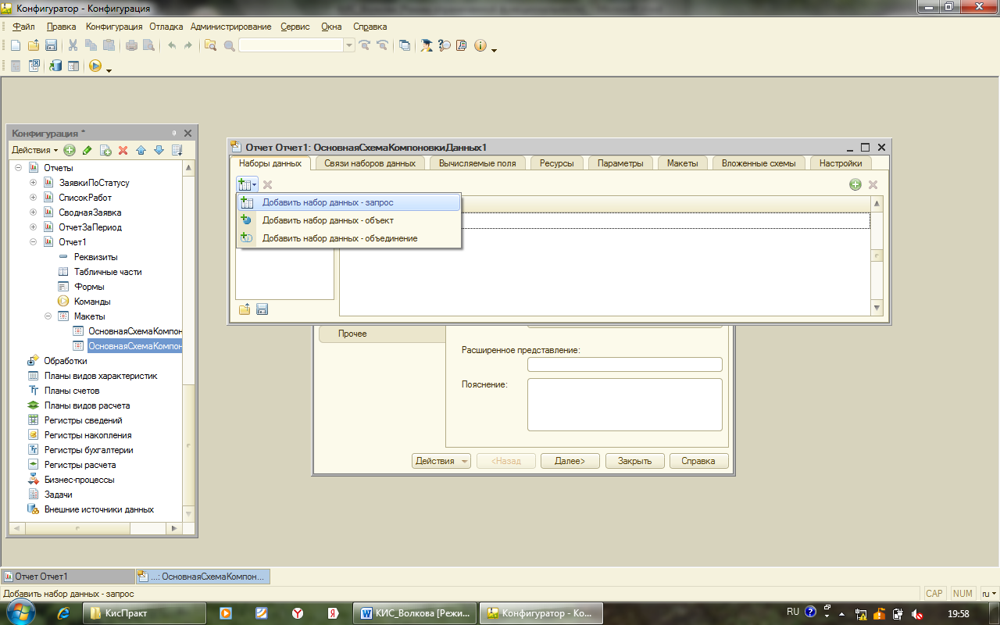 Конфигуратор - Конфигурация
Файл Правка Конфигурация Отладка Администрирование Сервис Окна Справка
Конфигурация *
Действия
Отчеты
ЗаявкиПоСтатусу
СписокРабот
СводнаяЗаявка
ОтчетЗаПериод
Отчет1
Реквизиты
Табличные части
Формы
Команды
Макеты
ОсновнаяСхемаКомпон
ОсновнаяСхемаКомпон
Обработки
Планы видов характеристик
Планы счетов
Планы видов расчета
Регистры сведений
Регистры накопления
Регистры бухгалтерии
Регистры расчета
Бизнес-процессы
Задачи
Внешние источники данных
Отчет Отчет1: ОсновнаяСхемаКомпоновкиДанных1
Наборы данных Связи наборов данных Вычисляемые поля Ресурсы Параметры Макеты Вложенные схемы Настройки
Добавить набор данных - запрос
Добавить набор данных - объект
Добавить набор данных - объединение
Прочее
Расширенное представление:
Пояснение:
Действия <Назад Далее> Закрыть Справка
Отчет Отчет1 ...: ОсновнаяСхемаКомпон...
Добавить набор данных - запрос CAP NUM ru
КисПракт КИС_Волкова [Режи... Конфигуратор - Ко... RU 19:58